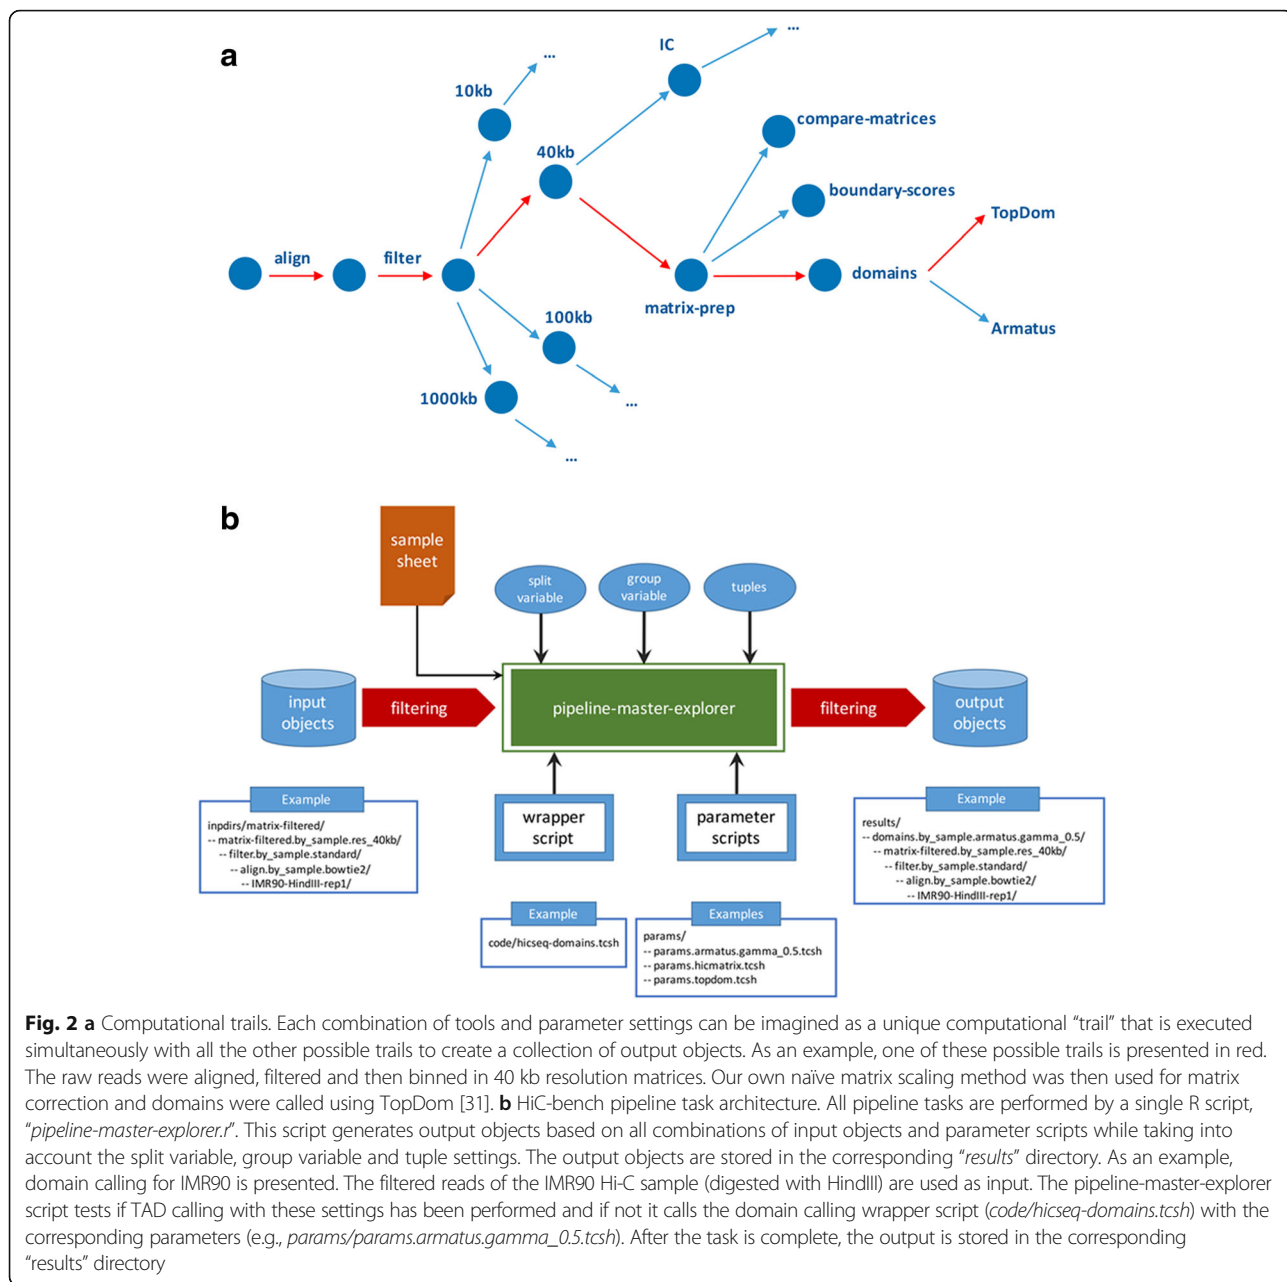 a
IC
...
...
10kb
compare-matrices
40kb
boundary-scores
TopDom
align
filter
domains
matrix-prep
100kb
Armatus
1000kb
...
...
b
sample
sheet
split
variable
group
variable
tuples
input
objects
filtering
pipeline-master-explorer
filtering
output
objects
Example
inpdirs/matrix-filtered/
-- matrix-filtered.by_sample.res_40kb/
-- filter.by_sample.standard/
-- align.by_sample.bowtie2/
-- IMR90-HindIII-rep1/
wrapper
script
parameter
scripts
Example
results/
-- domains.by_sample.armatus.gamma_0.5/
-- matrix-filtered.by_sample.res_40kb/
-- filter.by_sample.standard/
-- align.by_sample.bowtie2/
-- IMR90-HindIII-rep1/
Example
code/hicseq-domains.tcsh
Examples
params/
-- params.armatus.gamma_0.5.tcsh
-- params.hicmatrix.tcsh
-- params.topdom.tcsh
Fig. 2 a Computational trails. Each combination of tools and parameter settings can be imagined as a unique computational “trail” that is executed
simultaneously with all the other possible trails to create a collection of output objects. As an example, one of these possible trails is presented in red.
The raw reads were aligned, filtered and then binned in 40 kb resolution matrices. Our own naïve matrix scaling method was then used for matrix
correction and domains were called using TopDom [31]. b HiC-bench pipeline task architecture. All pipeline tasks are performed by a single R script,
“pipeline-master-explorer.r”. This script generates output objects based on all combinations of input objects and parameter scripts while taking into
account the split variable, group variable and tuple settings. The output objects are stored in the corresponding “results” directory. As an example,
domain calling for IMR90 is presented. The filtered reads of the IMR90 Hi-C sample (digested with HindIII) are used as input. The pipeline-master-explorer
script tests if TAD calling with these settings has been performed and if not it calls the domain calling wrapper script (code/hicseq-domains.tcsh) with the
corresponding parameters (e.g., params/params.armatus.gamma_0.5.tcsh). After the task is complete, the output is stored in the corresponding
“results” directory